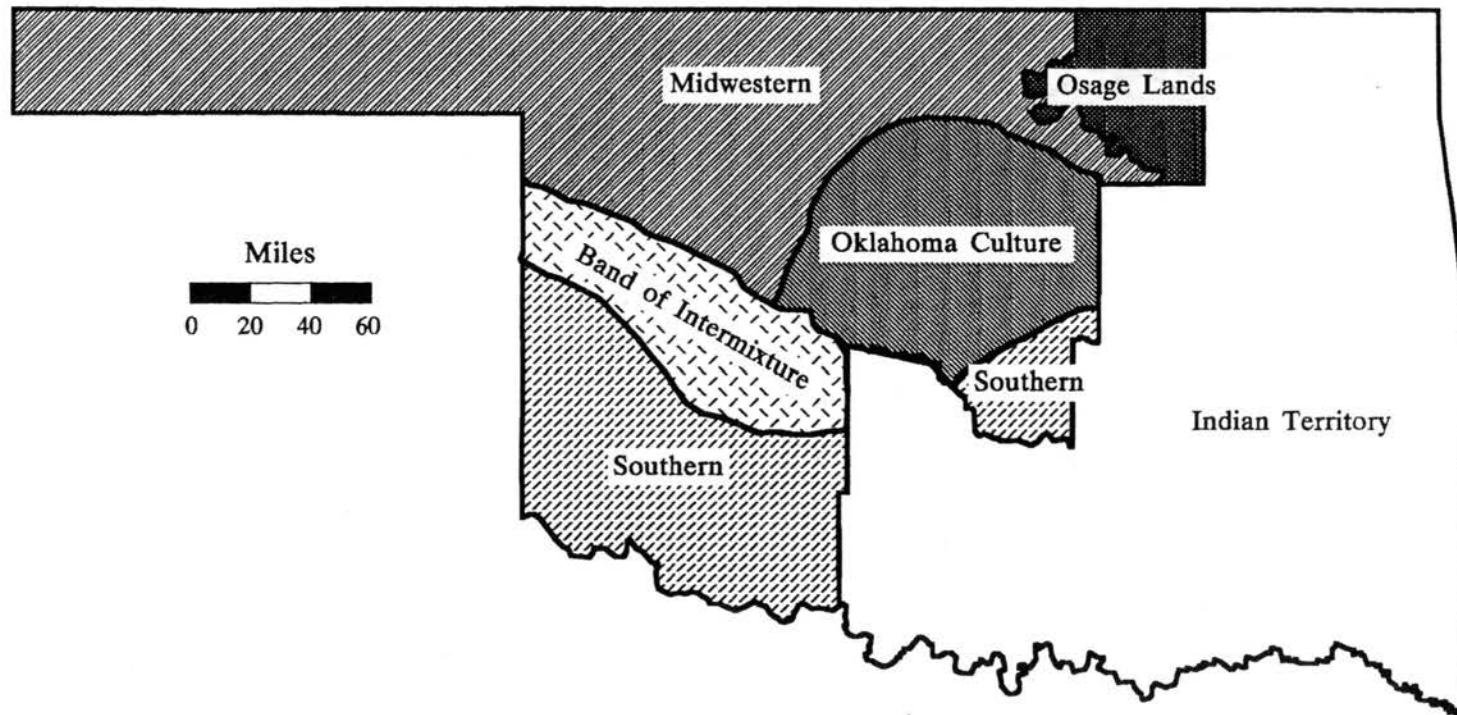 Midwestern
Osage Lands
Oklahoma Culture
Miles
0 20 40 60
Band of Intermixture
Southern
Southern
Indian Territory